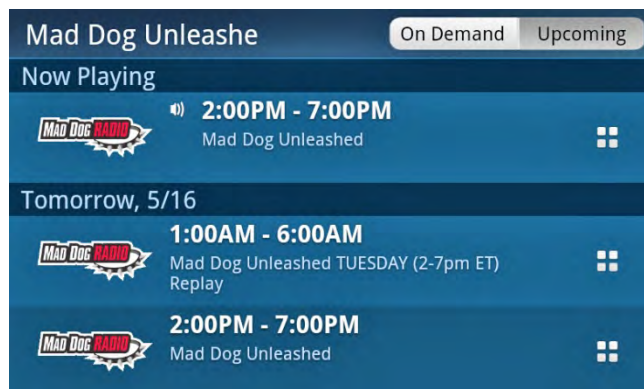 Mad Dog Unleashe
On Demand
Upcoming
Now Playing
MAD DOG RADIO
2:00PM - 7:00PM
Mad Dog Unleashed
Tomorrow, 5/16
MAD DOG RADIO
1:00AM - 6:00AM
Mad Dog Unleashed TUESDAY (2-7pm ET)
Replay
MAD DOG RADIO
2:00PM - 7:00PM
Mad Dog Unleashed